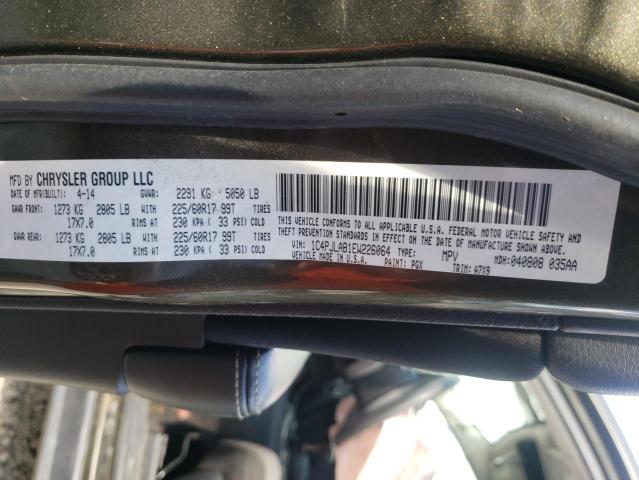 MFD BY CHRYSLER GROUP LLC
DATE OF MFR(BUILT): 4-14 GVWR: 2291 KG 5050 LB
GAWR FRONT: 1273 KG 2805 LB WITH 225/60R17 99T TIRES
17X7.0 RIMS AT 230 KPA ( 33 PSI) COLD
GAWR REAR: 1273 KG 2805 LB WITH 225/60R17 99T TIRES
17X7.0 RIMS AT 230 KPA ( 33 PSI) COLD
THIS VEHICLE CONFORMS TO ALL APPLICABLE U.S.A. FEDERAL MOTOR VEHICLE SAFETY AND
THEFT PREVENTION STANDARDS IN EFFECT ON THE DATE OF MANUFACTURE SHOWN ABOVE.
VIN: 1C4PJLAB1EW226064 TYPE: MPV MDH: 040808 035AA
VEHICLE MADE IN U.S.A. PAINT: PGX TRIM: A7X9